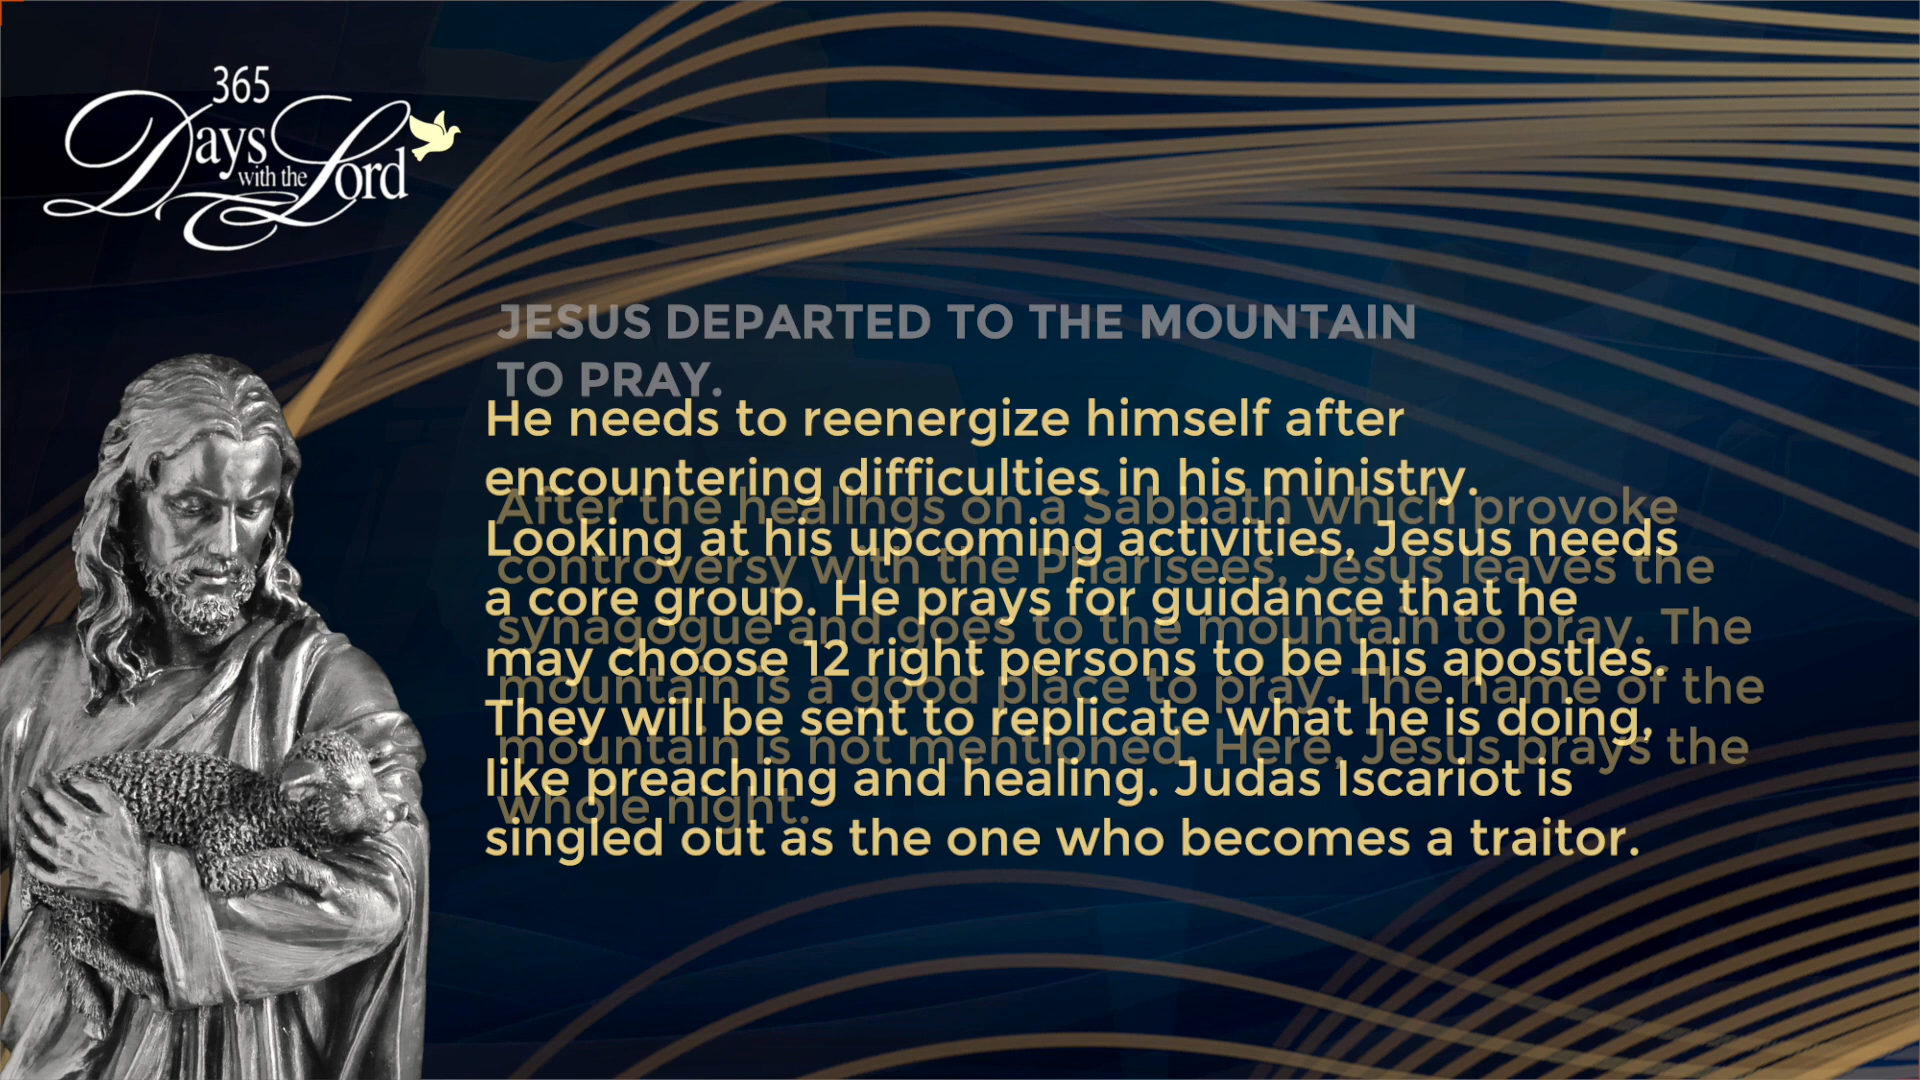 365
Days
with the
Lord
JESUS DEPARTED TO THE MOUNTAIN
TO PRAY.
He needs to reenergize himself after
encountering difficulties in his ministry.
Looking at his upcoming activities, Jesus needs
a core group. He prays for guidance that he
may choose 12 right persons to be his apostles.
They will be sent to replicate what he is doing,
like preaching and healing. Judas Iscariot is
singled out as the one who becomes a traitor.
After the healings on a Sabbath which provoke
controversy with the Pharisees, Jesus leaves the
synagogue and goes to the mountain to pray. The
mountain is a good place to pray. The name of the
mountain is not mentioned. Here, Jesus prays the
whole night.